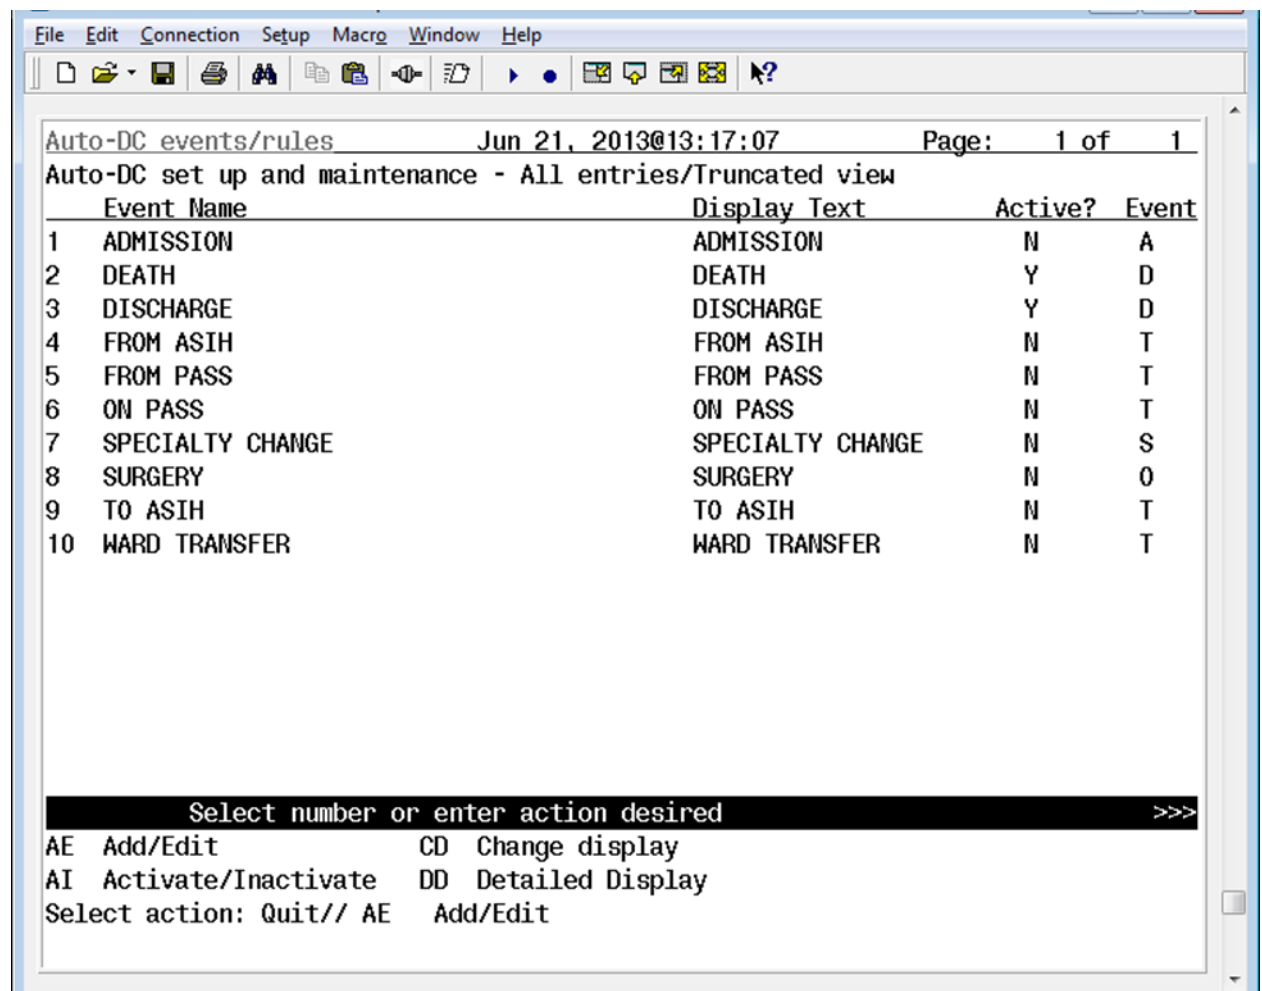 File Edit Connection Setup Macro Window Help
Auto-DC events/rules Jun 21, 2013@13:17:07 Page: 1 of 1
Auto-DC set up and maintenance - All entries/Truncated view
Event Name Display Text Active? Event
1 ADMISSION ADMISSION N A
2 DEATH DEATH Y D
3 DISCHARGE DISCHARGE Y D
4 FROM ASIH FROM ASIH N T
5 FROM PASS FROM PASS N T
6 ON PASS ON PASS N T
7 SPECIALTY CHANGE SPECIALTY CHANGE N S
8 SURGERY SURGERY N O
9 TO ASIH TO ASIH N T
10 WARD TRANSFER WARD TRANSFER N T
Select number or enter action desired >>>
AE Add/Edit CD Change display
AI Activate/Inactivate DD Detailed Display
Select action: Quit// AE Add/Edit